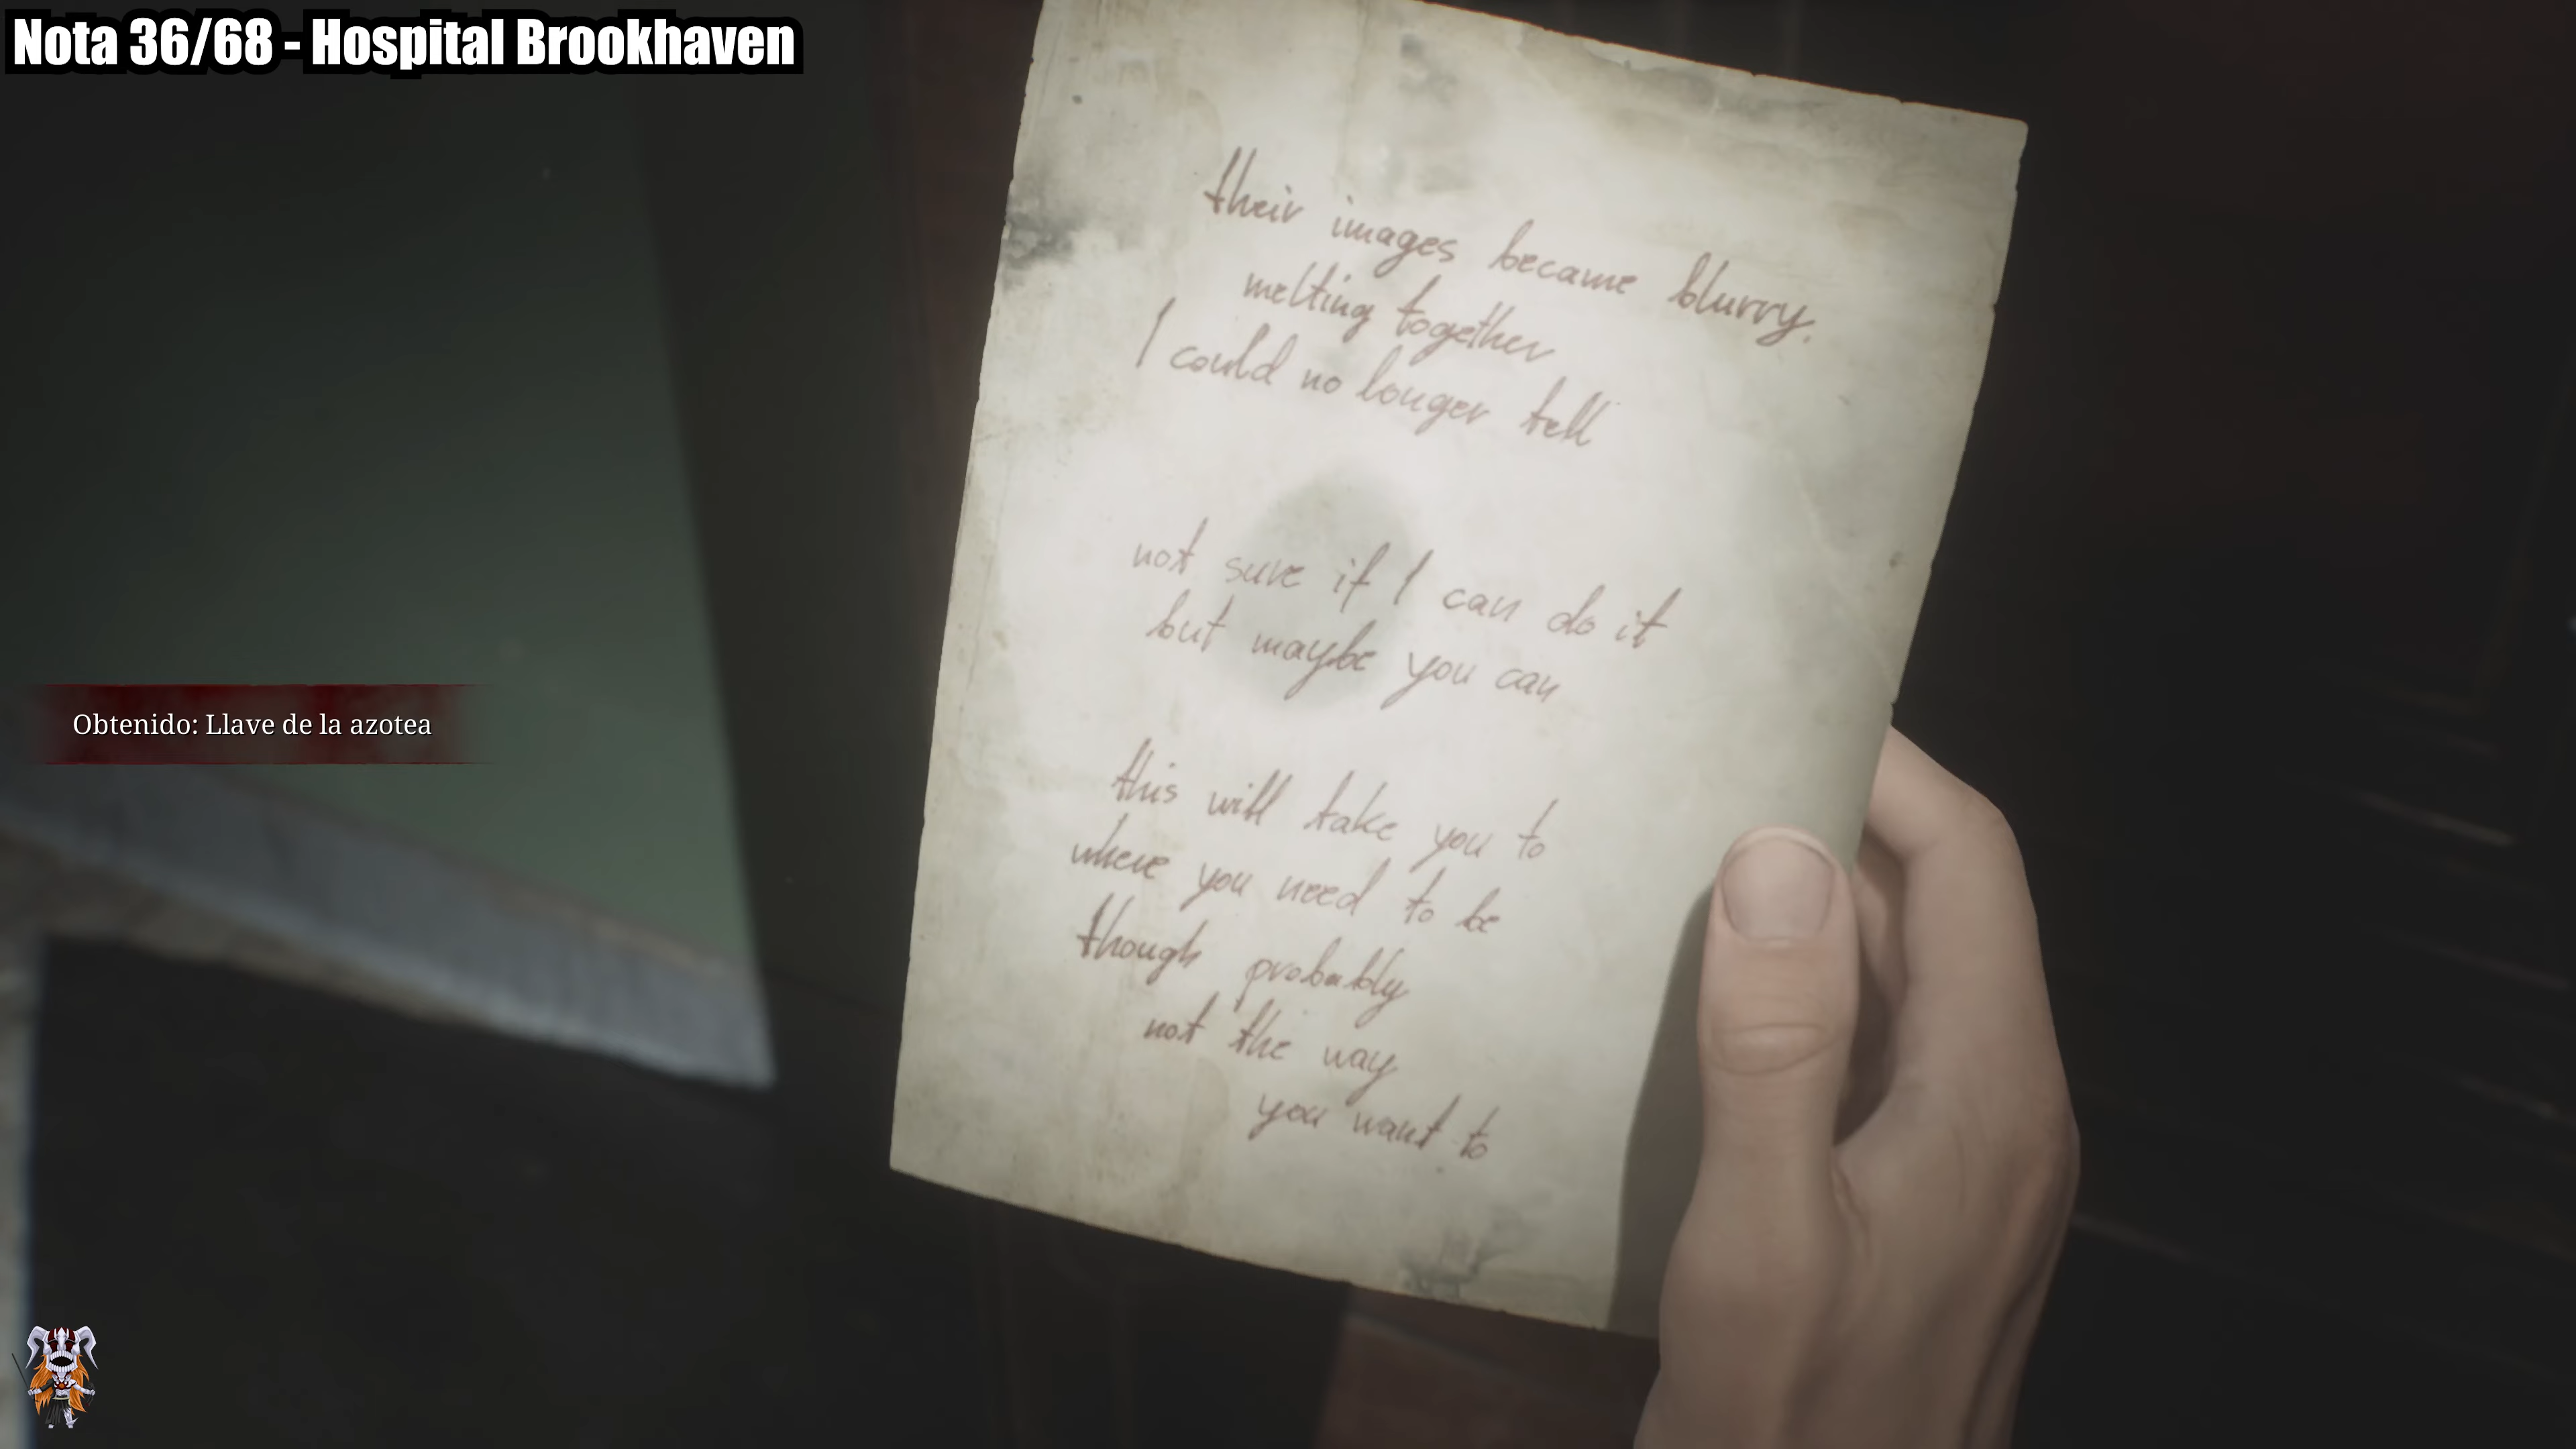 Nota 36/68 - Hospital Brookhaven
their images became blurry.
melting together
I could no longer tell
not sure if I can do it
but maybe you can
this will take you to
where you need to be
though probably
not the way
you want to
Obtenido: Llave de la azotea